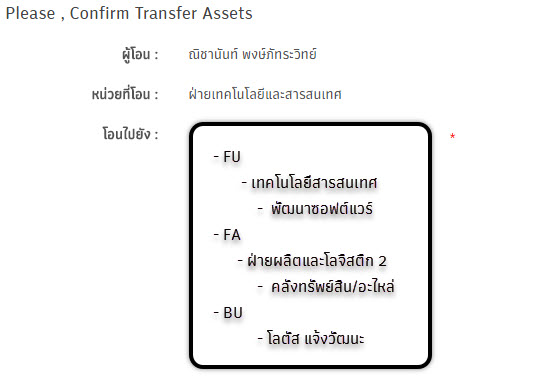 Please , Confirm Transfer Assets
ผู้โอน : ณิชานันท์ พงษ์ภัทระวิทย์
หน่วยที่โอน : ฝ่ายเทคโนโลยีและสารสนเทศ
โอนไปยัง : *
- FU
- เทคโนโลยีสารสนเทศ
- พัฒนาซอฟต์แวร์
- FA
- ฝ่ายผลิตและโลจิสติก 2
- คลังทรัพย์สิน/อะไหล่
- BU
- โลตัส แจ้งวัฒนะ